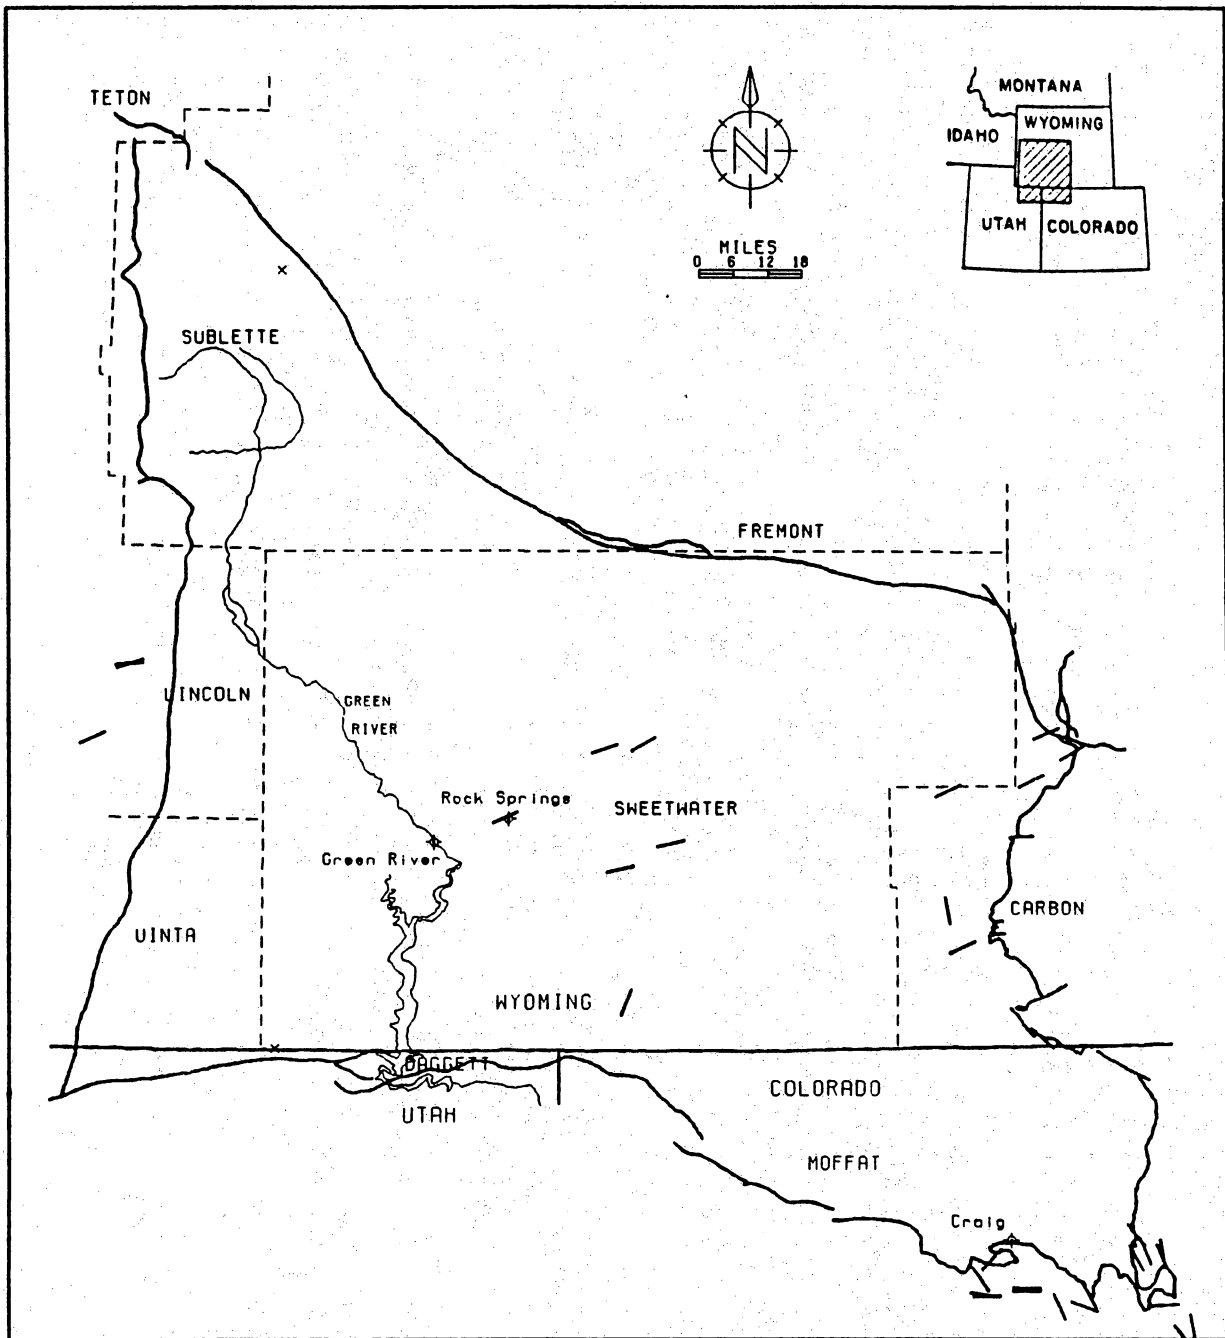 TETON
N
MILES
0 6 12 18
MONTANA
IDAHO
WYOMING
UTAH
COLORADO
SUBLETTE
FREMONT
LINCOLN
GREEN
RIVER
Rock Springs
SWEETWATER
Green River
UINTA
CARBON
WYOMING
DAGGETT
UTAH
COLORADO
MOFFAT
Craig